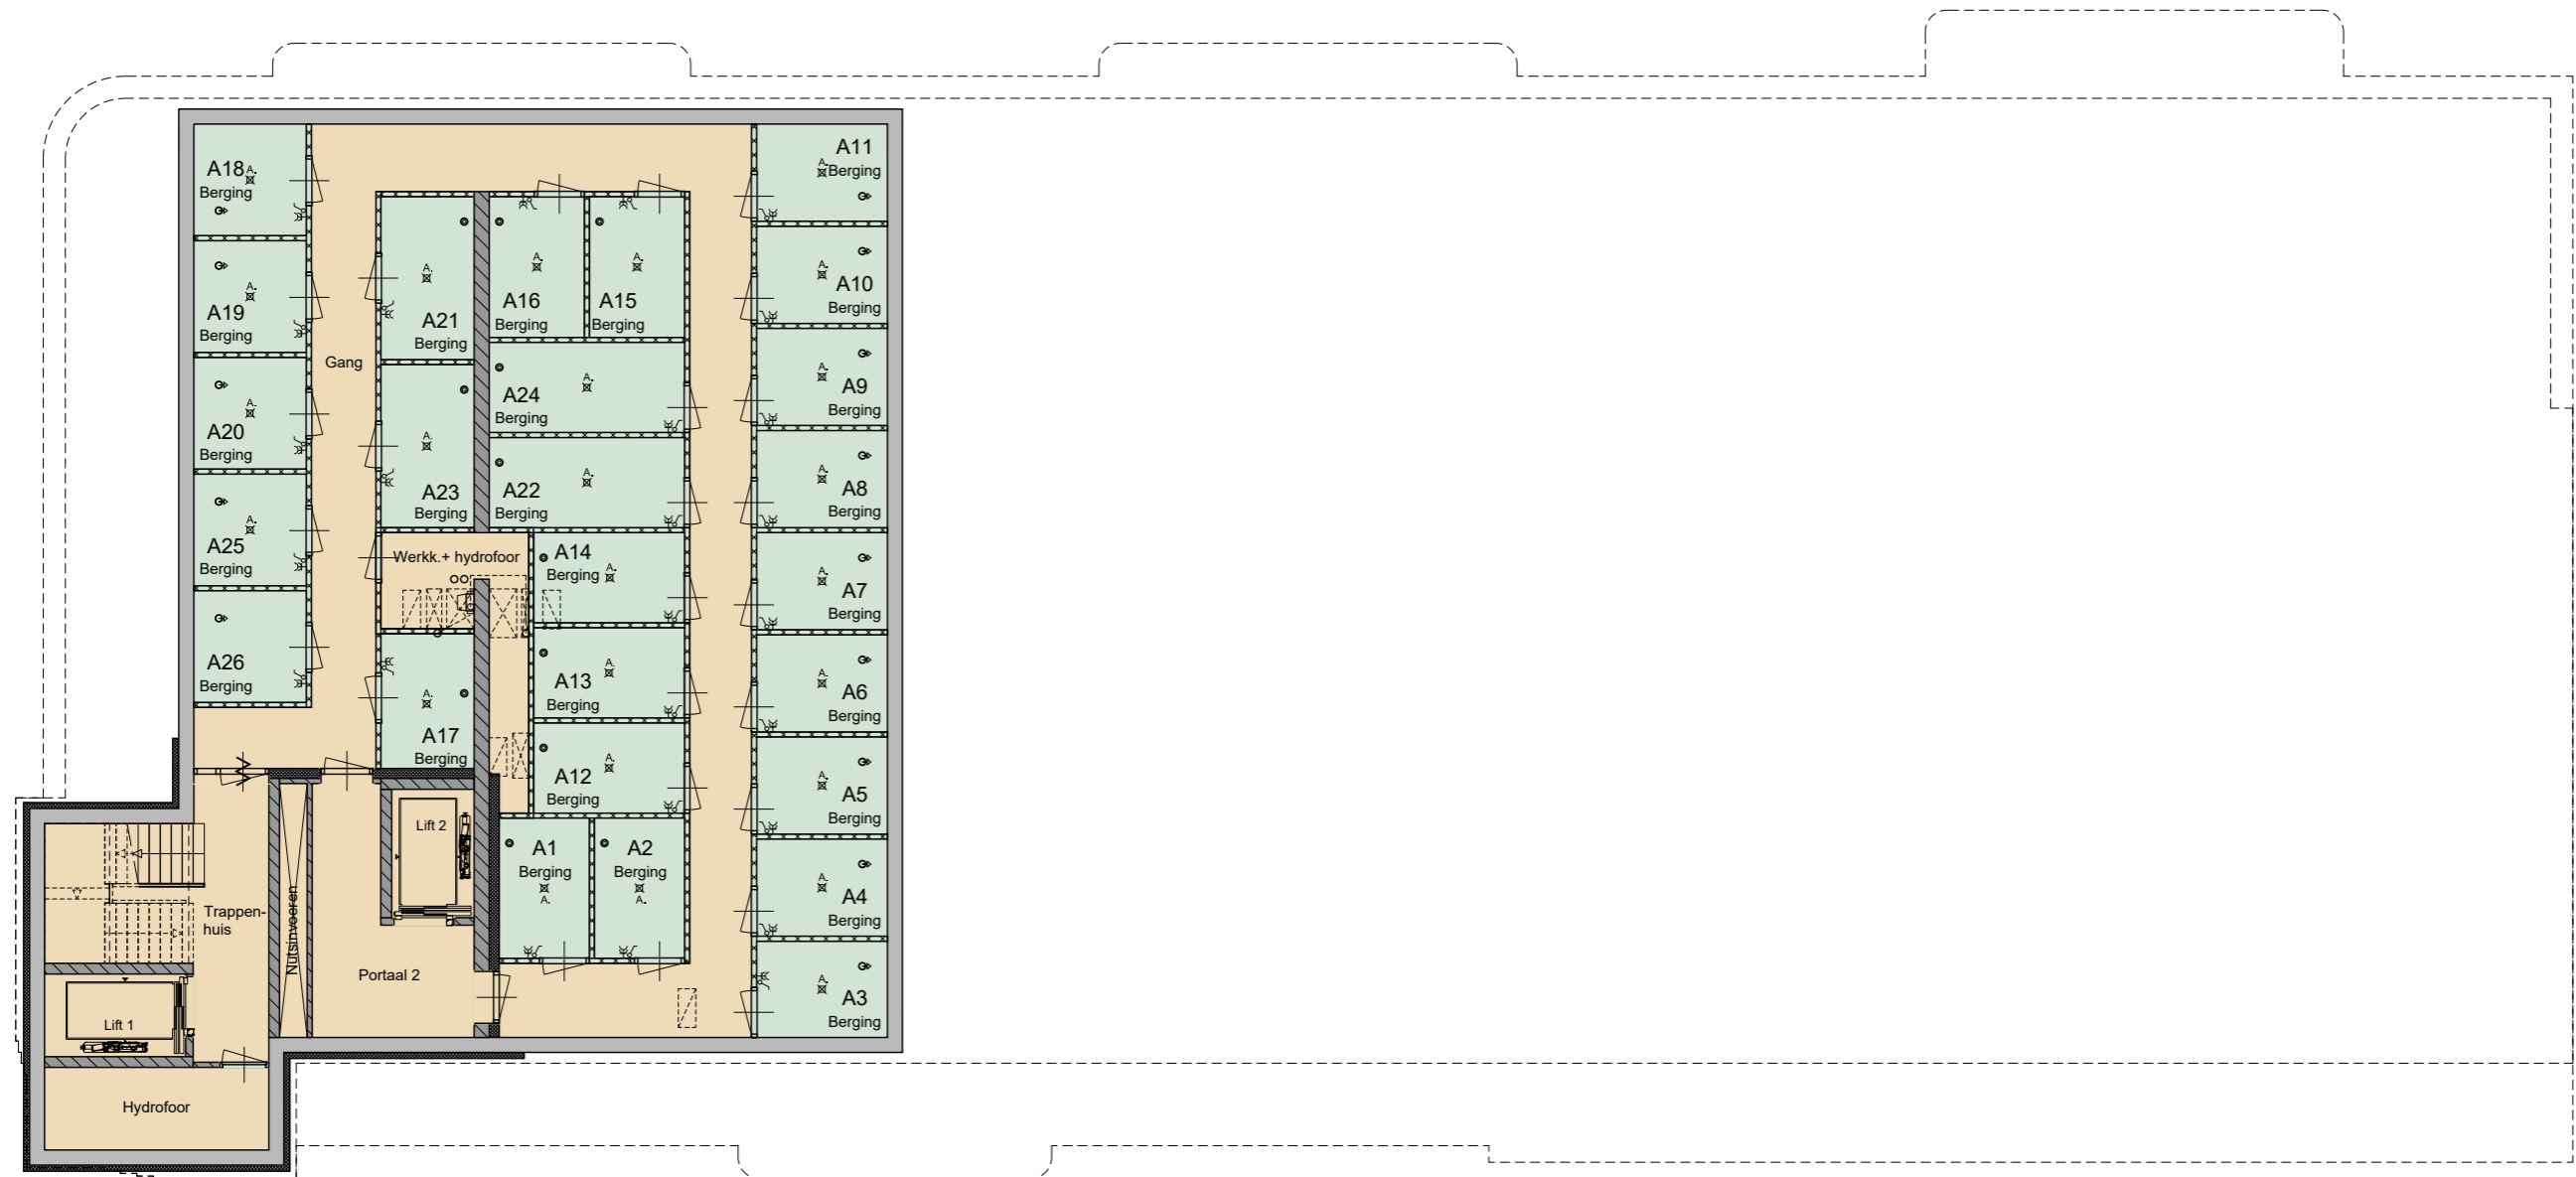 A18
Berging
A19
Berging
A20
Berging
A25
Berging
A26
Berging
Gang
A21
Berging
A23
Berging
Werkk.+ hydrofoor
A17
Berging
A16
Berging
A15
Berging
A24
Berging
A22
Berging
A14
Berging
A13
Berging
A12
Berging
A1
Berging
A2
Berging
A11
Berging
A10
Berging
A9
Berging
A8
Berging
A7
Berging
A6
Berging
A5
Berging
A4
Berging
A3
Berging
Lift 2
Trappen-
huis
Nutsinvoeren
Portaal 2
Lift 1
Hydrofoor